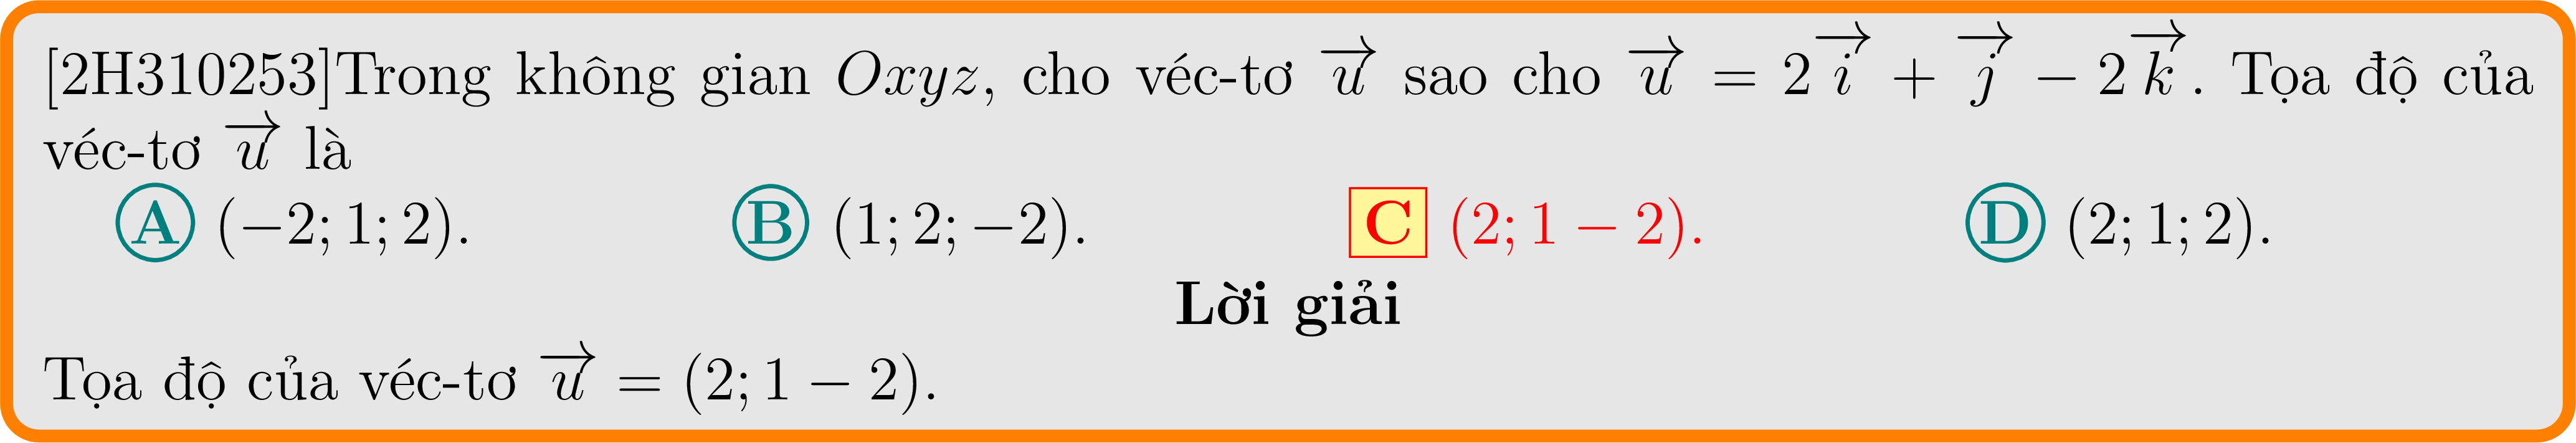 [2H310253]Trong không gian $Oxyz$, cho véc-tơ $\overrightarrow{u}$ sao cho $\overrightarrow{u} = 2\overrightarrow{i} + \overrightarrow{j} - 2\overrightarrow{k}$. Tọa độ của
véc-tơ $\overrightarrow{u}$ là
A $(-2; 1; 2)$. B $(1; 2; -2)$. C $(2; 1 - 2)$. D $(2; 1; 2)$.
Lời giải
Tọa độ của véc-tơ $\overrightarrow{u} = (2; 1 - 2)$.